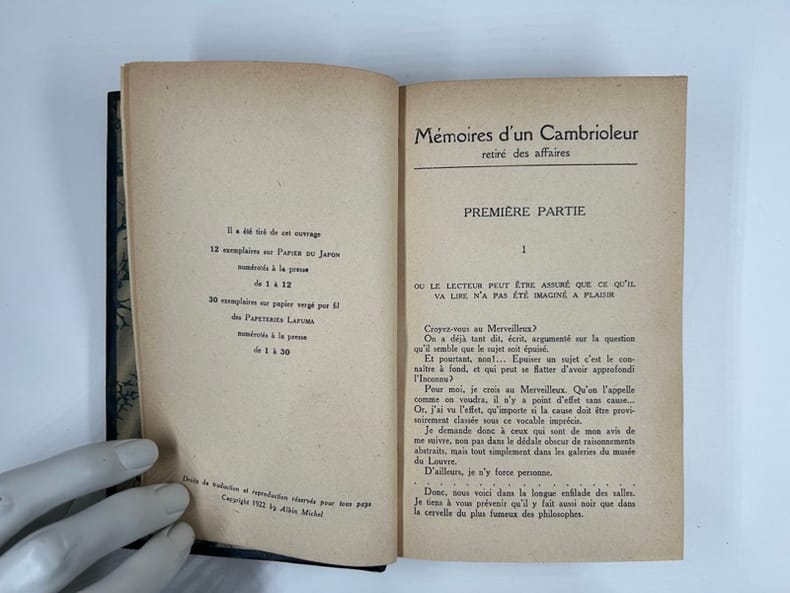 Il a été tiré de cet ouvrage
12 exemplaires sur PAPIER DU JAPON
numérotés à la presse
de 1 à 12
30 exemplaires sur papier vergé pur fil
des PAPETERIES LAFUMA
numérotés à la presse
de 1 à 30
Droits de traduction et reproduction réservés pour tous pays
Copyright 1922 by Albin Michel
Mémoires d'un Cambrioleur
retiré des affaires
PREMIÈRE PARTIE
I
OU LE LECTEUR PEUT ÊTRE ASSURÉ QUE CE QU'IL
VA LIRE N'A PAS ÉTÉ IMAGINÉ A PLAISIR
Croyez-vous au Merveilleux?
On a déjà tant dit, écrit, argumenté sur la question
qu'il semble que le sujet soit épuisé.
Et pourtant, non!... Epuiser un sujet c'est le con-
naître à fond, et qui peut se flatter d'avoir approfondi
l'Inconnu?
Pour moi, je crois au Merveilleux. Qu'on l'appelle
comme on voudra, il n'y a point d'effet sans cause...
Or, j'ai vu l'effet, qu'importe si la cause doit être provi-
soirement classée sous ce vocable imprécis.
Je demande donc à ceux qui sont de mon avis de
me suivre, non pas dans le dédale obscur de raisonnements
abstraits, mais tout simplement dans les galeries du musée
du Louvre.
D'ailleurs, je n'y force personne.
. . . . . . . . . . . . . . . . . . . .
Donc, nous voici dans la longue enfilade des salles.
Je tiens à vous prévenir qu'il y fait aussi noir que dans
la cervelle du plus fumeux des philosophes.